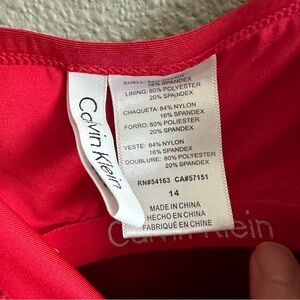 Calvin Klein
SHELL: 84% NYLON
16% SPANDEX
LINING: 80% POLYESTER
20% SPANDEX
CHAQUETA: 84% NYLON
16% SPANDEX
FORRO: 80% POLIESTER
20% SPANDEX
VESTE: 84% NYLON
16% SPANDEX
DOUBLURE: 80% POLYESTER
20% SPANDEX
RN#54163 CA#57151
14
MADE IN CHINA
HECHO EN CHINA
FABRIQUÉ EN CHINE
Calvin Klein